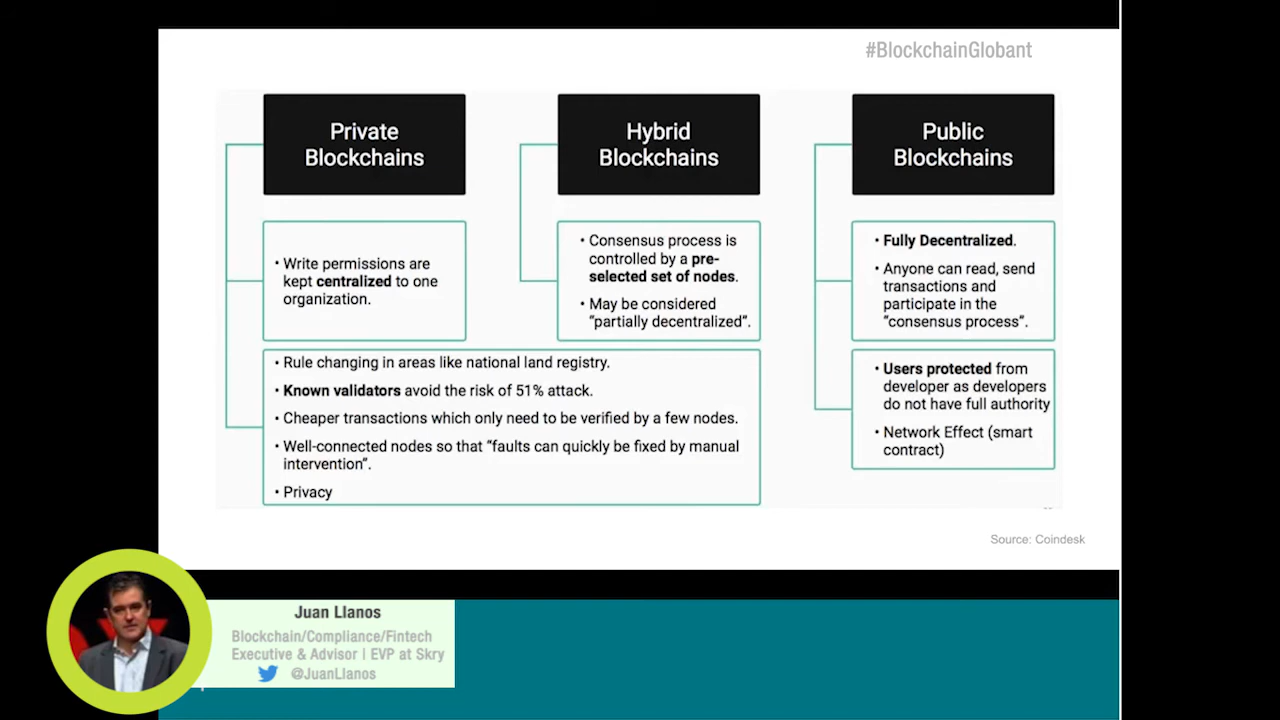 #BlockchainGlobant
Private
Blockchains
Hybrid
Blockchains
Public
Blockchains
• Write permissions are
kept centralized to one
organization.
• Consensus process is
controlled by a pre-
selected set of nodes.
• May be considered
“partially decentralized”.
• Fully Decentralized.
• Anyone can read, send
transactions and
participate in the
“consensus process”.
• Rule changing in areas like national land registry.
• Known validators avoid the risk of 51% attack.
• Cheaper transactions which only need to be verified by a few nodes.
• Well-connected nodes so that “faults can quickly be fixed by manual
intervention”.
• Privacy
• Users protected from
developer as developers
do not have full authority
• Network Effect (smart
contract)
Source: Coindesk
Juan Llanos
Blockchain/Compliance/Fintech
Executive & Advisor | EVP at Skry
@JuanLlanos